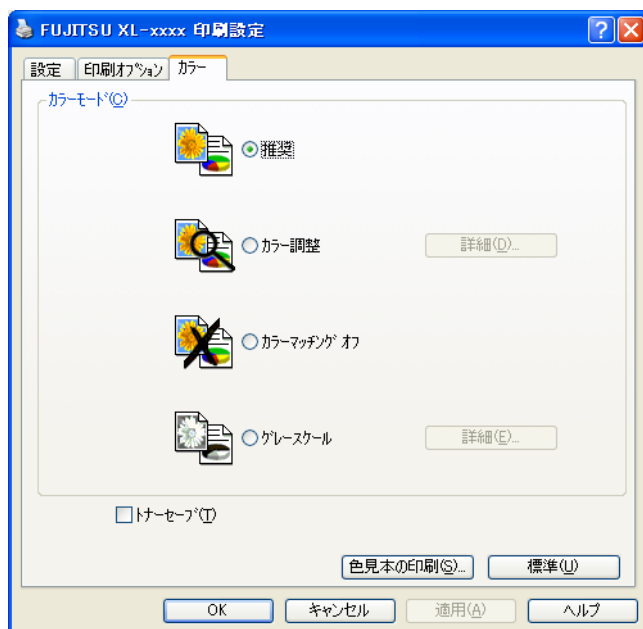 FUJITSU XL-xxxx 印刷設定
設定 印刷ｵﾌﾟｼｮﾝ ｶﾗｰ
ｶﾗｰﾓｰﾄﾞ(C)
推奨
ｶﾗｰ調整 詳細(D)...
ｶﾗｰﾏｯﾁﾝｸﾞ ｵﾌ
ｸﾞﾚｰｽｹｰﾙ 詳細(E)...
ﾄﾅｰｾｰﾌﾞ(T)
色見本の印刷(S)... 標準(U)
OK ｷｬﾝｾﾙ 適用(A) ﾍﾙﾌﾟ